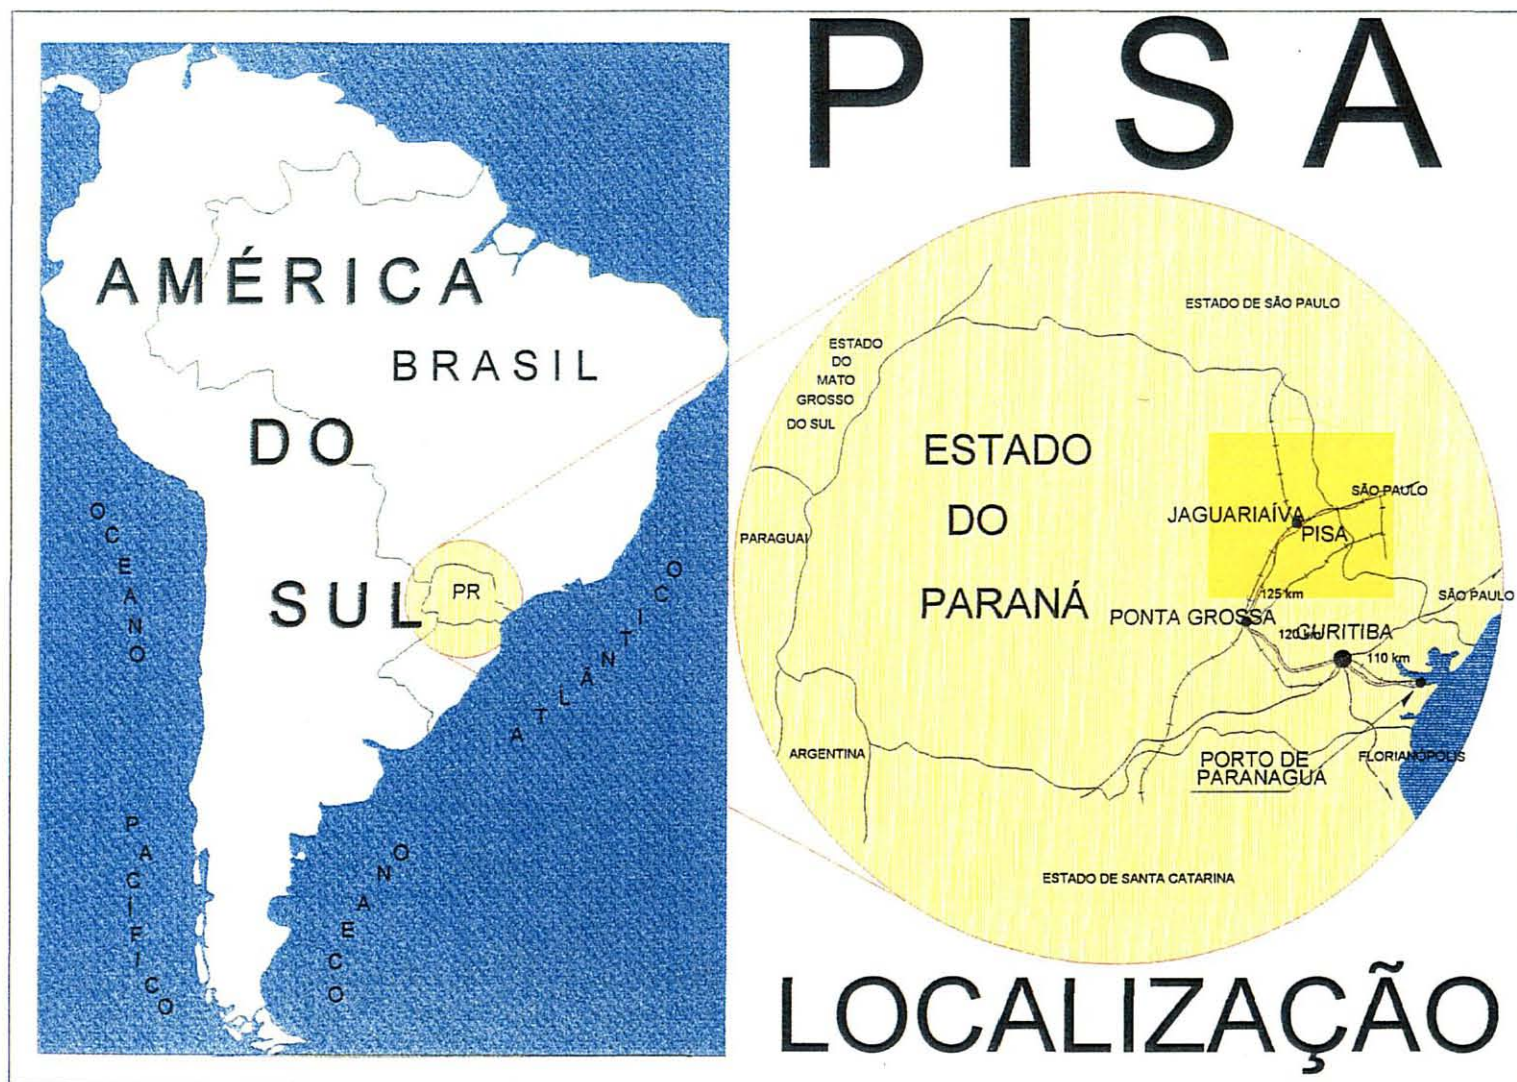 PISA
AMÉRICA
BRASIL
DO
SUL
PR
OCEANO
PACÍFICO
OCEANO
ATLÂNTICO
ESTADO DE SÃO PAULO
ESTADO
DO
MATO
GROSSO
DO SUL
ESTADO
DO
PARANÁ
PARAGUAI
JAGUARIAÍVA
PISA
SÃO PAULO
125 km
SÃO PAULO
PONTA GROSSA
120 km
CURITIBA
110 km
ARGENTINA
PORTO DE
PARANAGUÁ
FLORIANÓPOLIS
ESTADO DE SANTA CATARINA
LOCALIZAÇÃO